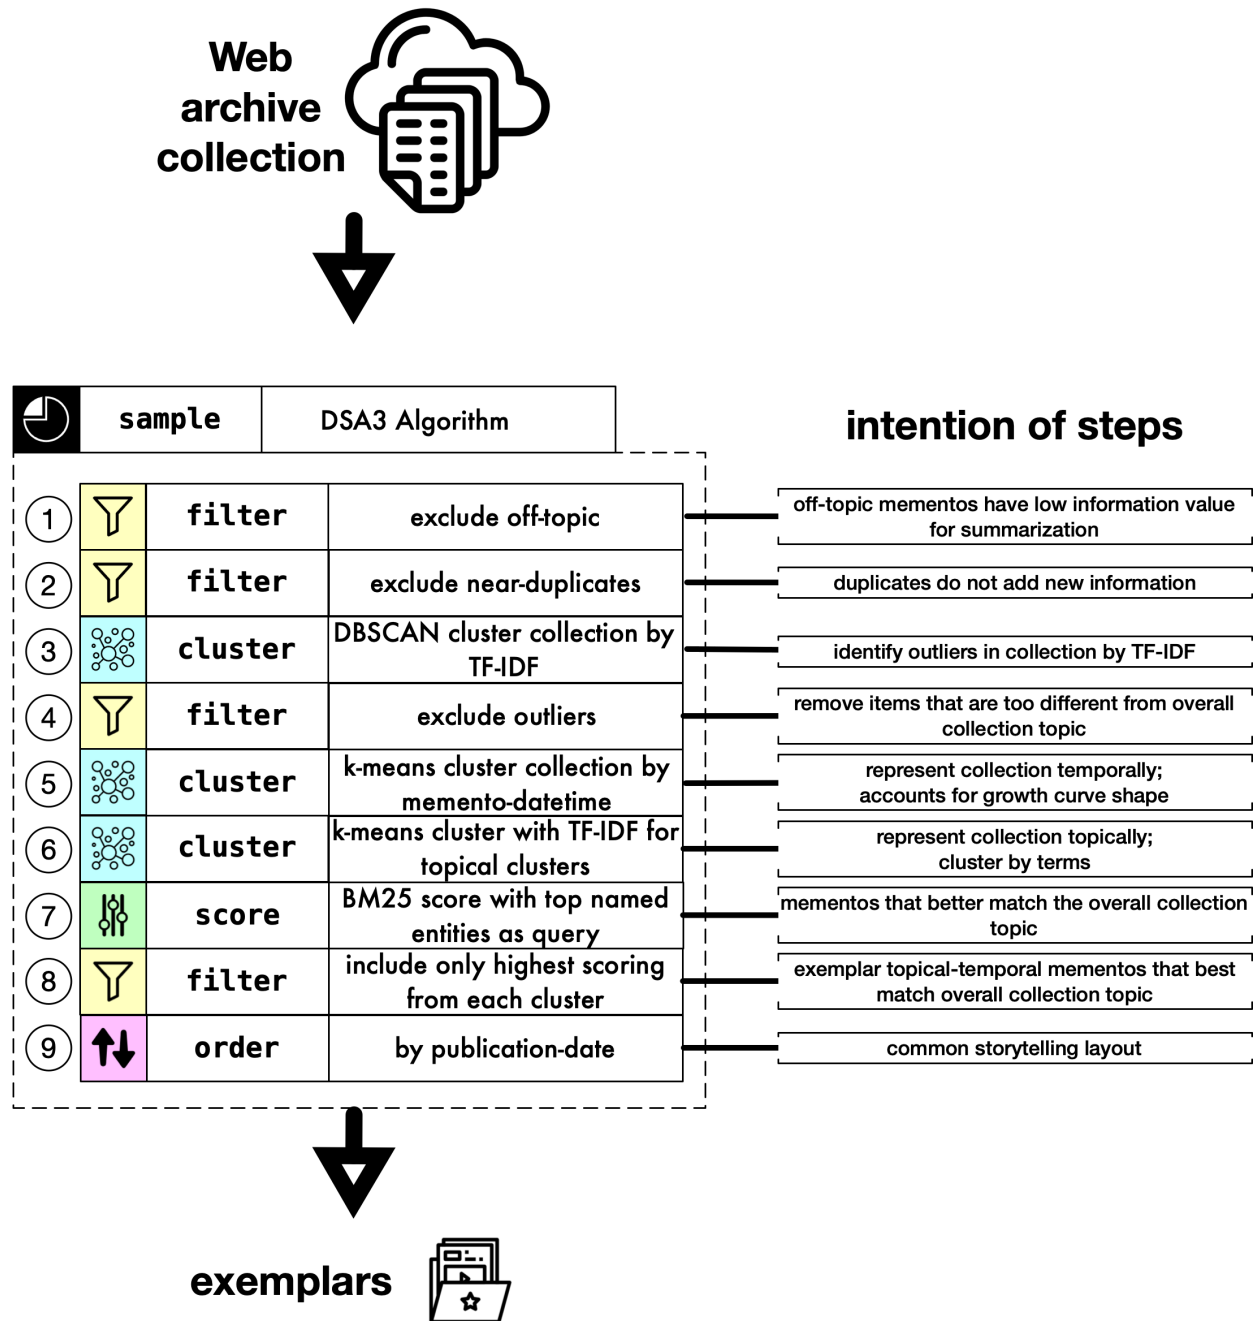 Web
archive
collection
sample
DSA3 Algorithm
intention of steps
1
filter
exclude off-topic
off-topic mementos have low information value
for summarization
2
filter
exclude near-duplicates
duplicates do not add new information
3
cluster
DBSCAN cluster collection by
TF-IDF
identify outliers in collection by TF-IDF
4
filter
exclude outliers
remove items that are too different from overall
collection topic
5
cluster
k-means cluster collection by
memento-datetime
represent collection temporally;
accounts for growth curve shape
6
cluster
k-means cluster with TF-IDF for
topical clusters
represent collection topically;
cluster by terms
7
score
BM25 score with top named
entities as query
mementos that better match the overall collection
topic
8
filter
include only highest scoring
from each cluster
exemplar topical-temporal mementos that best
match overall collection topic
9
order
by publication-date
common storytelling layout
exemplars